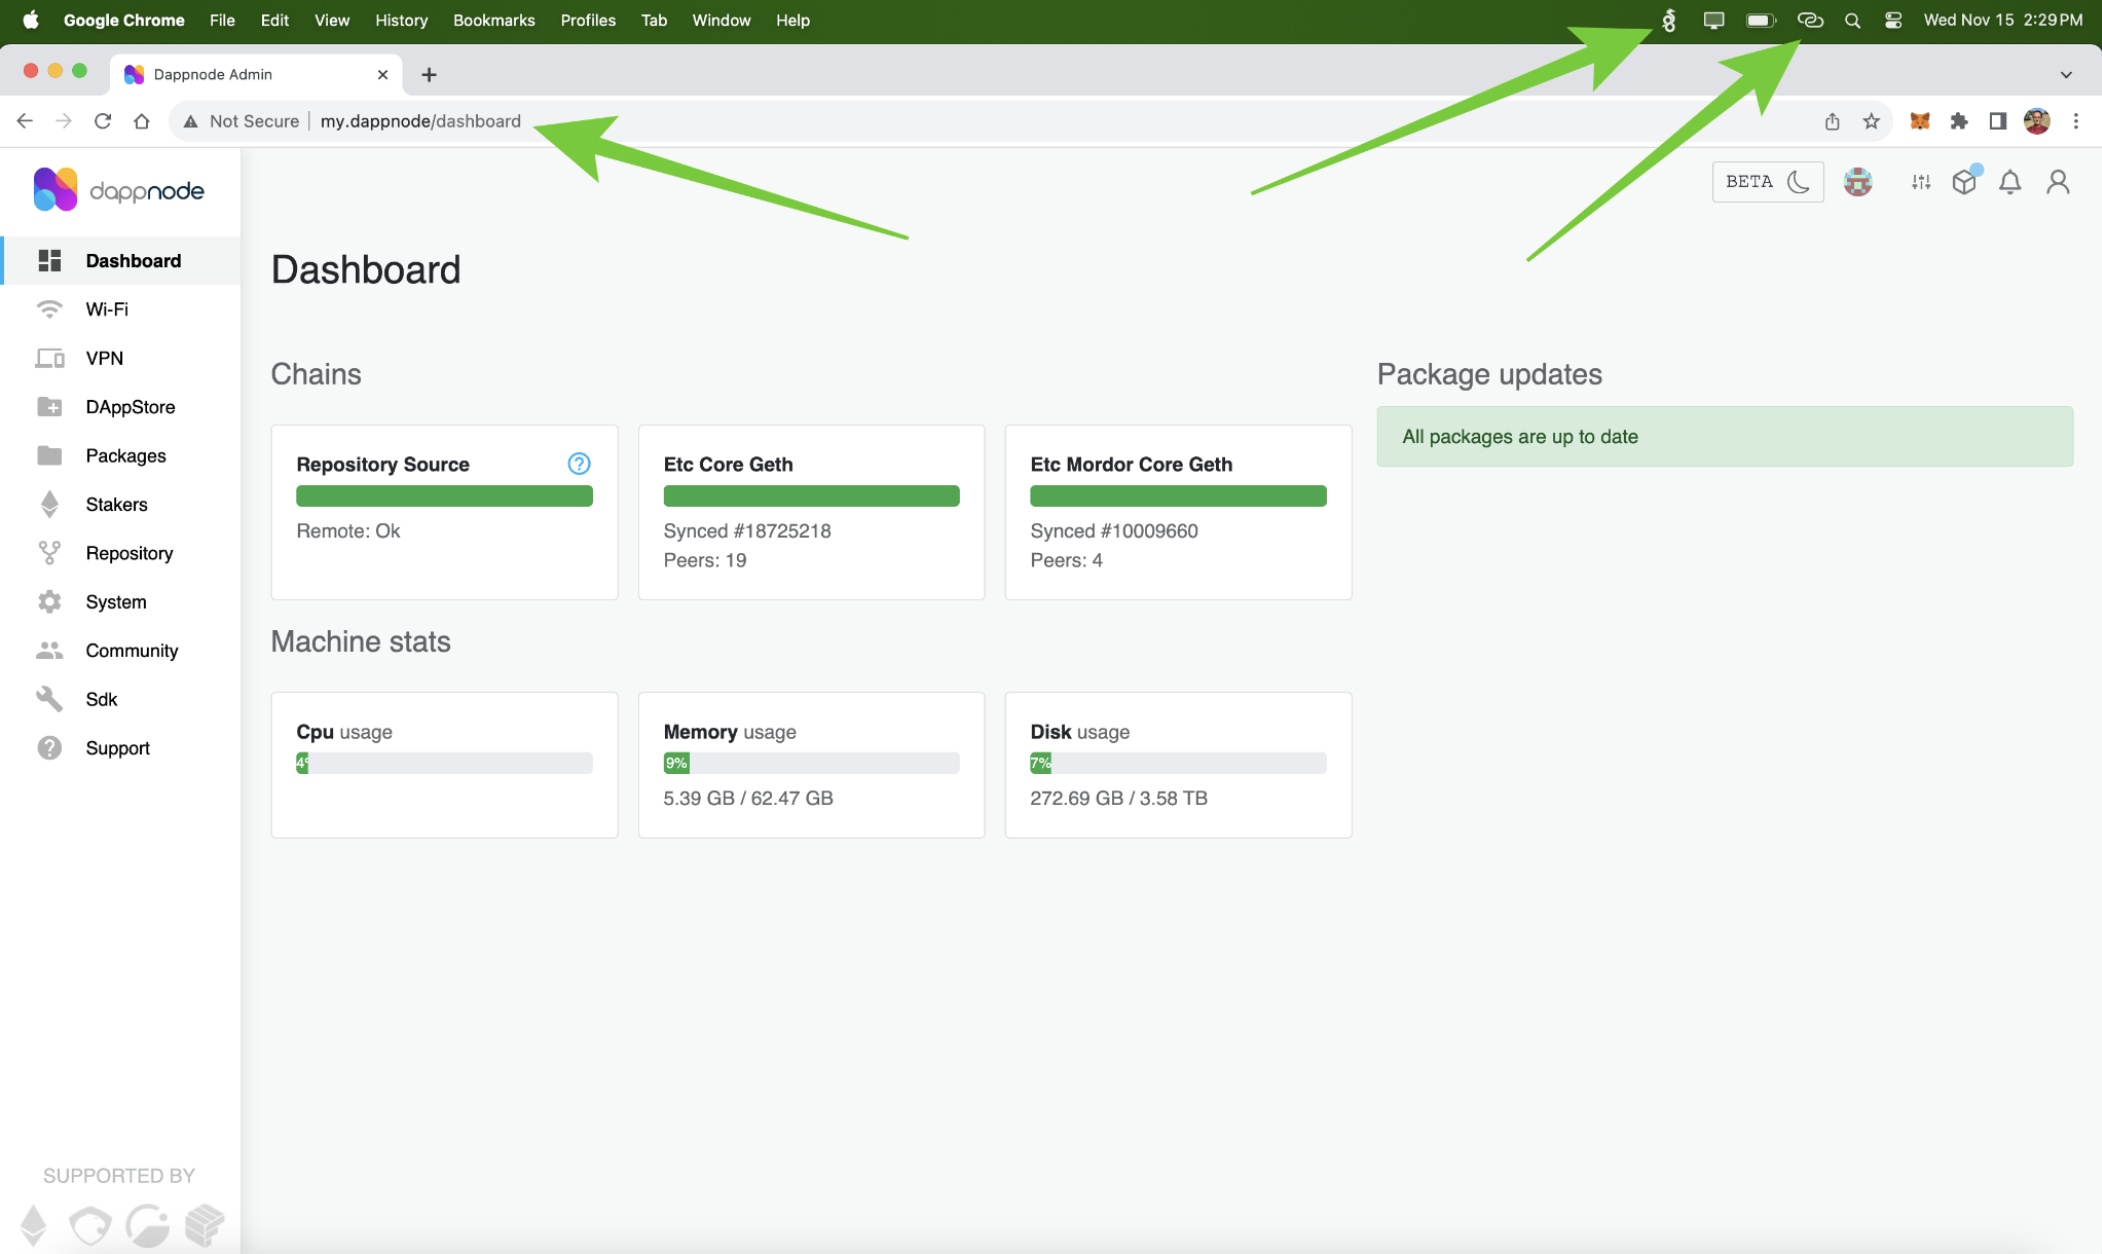 Google Chrome File Edit View History Bookmarks Profiles Tab Window Help Wed Nov 15 2:29 PM
Dappnode Admin
Not Secure my.dappnode/dashboard
dappnode
BETA
Dashboard
Wi-Fi
VPN
DAppStore
Packages
Stakers
Repository
System
Community
Sdk
Support
SUPPORTED BY
Dashboard
Chains
Repository Source
Remote: Ok
Etc Core Geth
Synced #18725218
Peers: 19
Etc Mordor Core Geth
Synced #10009660
Peers: 4
Machine stats
Cpu usage
4%
Memory usage
9%
5.39 GB / 62.47 GB
Disk usage
7%
272.69 GB / 3.58 TB
Package updates
All packages are up to date